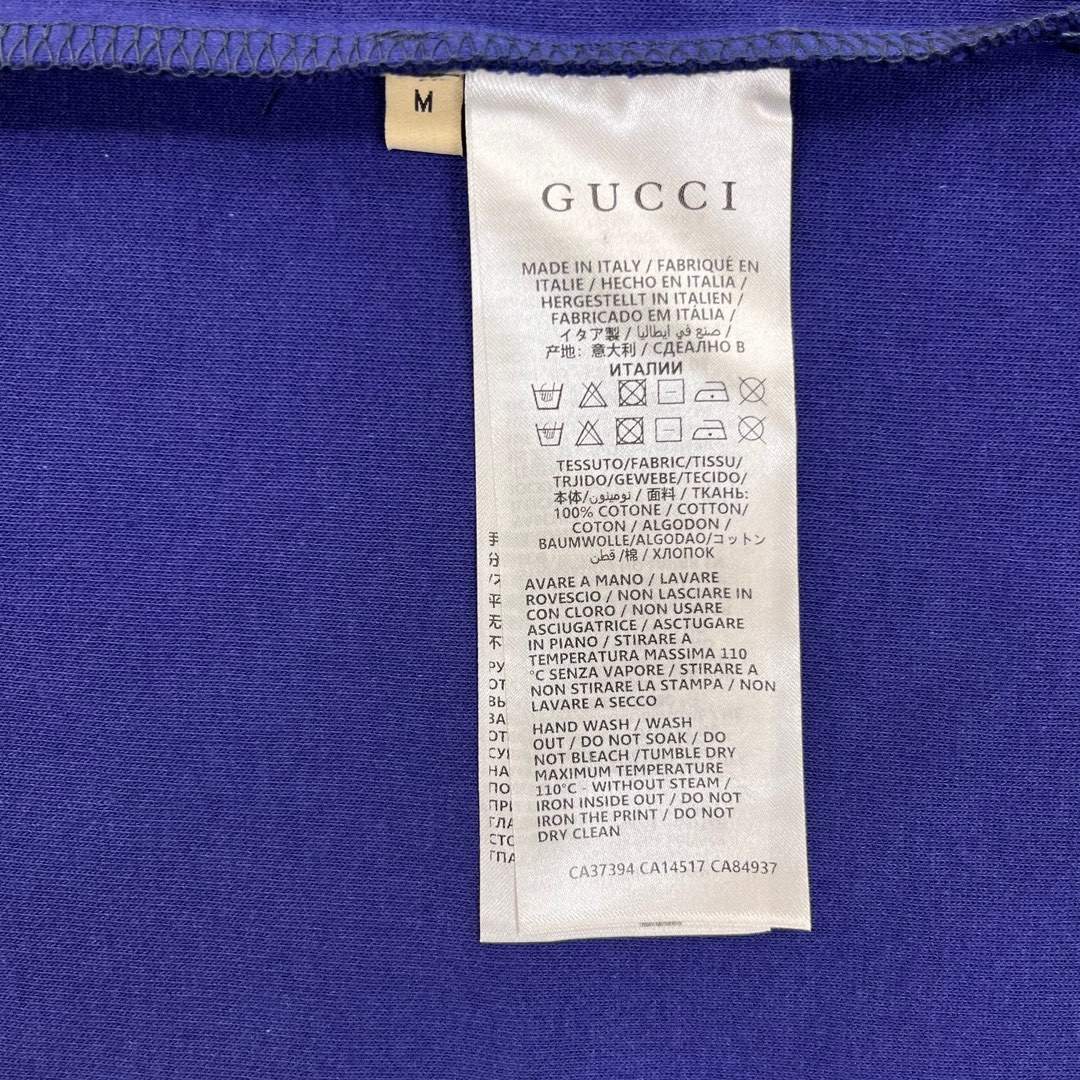 M
GUCCI
MADE IN ITALY / FABRIQUÉ EN
ITALIE / HECHO EN ITALIA /
HERGESTELLT IN ITALIEN /
FABRICADO EM ITÁLIA /
イタア製 / صنع في ايطاليا /
产地: 意大利 / СДЕАЛНО В
ИТАЛИИ
TESSUTO/FABRIC/TISSU/
TRJIDO/GEWEBE/TECIDO/
本体/نومينون / 面料 / ТКАНЬ:
100% COTONE / COTTON/
COTON / ALGODON /
BAUMWOLLE/ALGODAO/コットン
قطن /棉 / ХЛОПОК
AVARE A MANO / LAVARE
ROVESCIO / NON LASCIARE IN
CON CLORO / NON USARE
ASCIUGATRICE / ASCTUGARE
IN PIANO / STIRARE A
TEMPERATURA MASSIMA 110
°C SENZA VAPORE / STIRARE A
NON STIRARE LA STAMPA / NON
LAVARE A SECCO
HAND WASH / WASH
OUT / DO NOT SOAK / DO
NOT BLEACH /TUMBLE DRY
MAXIMUM TEMPERATURE
110°C - WITHOUT STEAM /
IRON INSIDE OUT / DO NOT
IRON THE PRINT / DO NOT
DRY CLEAN
CA37394 CA14517 CA84937